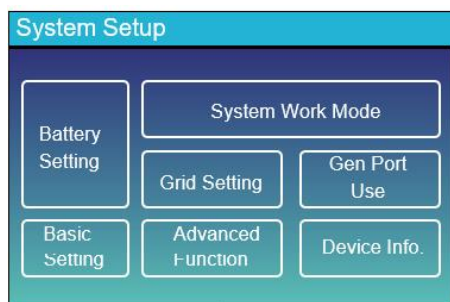 System Setup
Battery
Setting
System Work Mode
Grid Setting
Gen Port
Use
Basic
Setting
Advanced
Function
Device Info.